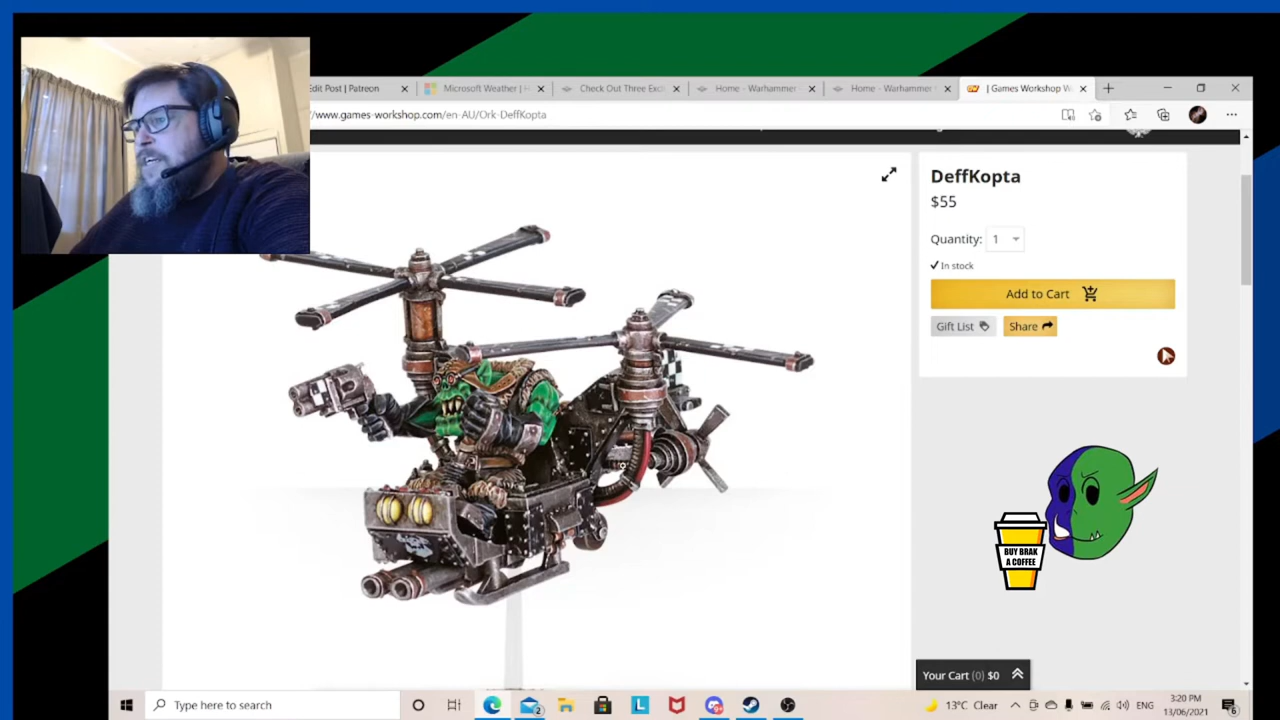 Edit Post | Patreon
Microsoft Weather | H
Check Out Three Exc
Home - Warhammer
Home - Warhammer C
| Games Workshop W
//www.games-workshop.com/en-AU/Ork-DeffKopta
DeffKopta
$55
Quantity: 1
In stock
Add to Cart
Gift List
Share
BUY BRAK
A COFFEE
Your Cart (0) $0
Type here to search
L
13°C Clear
ENG
3:20 PM
13/06/2021